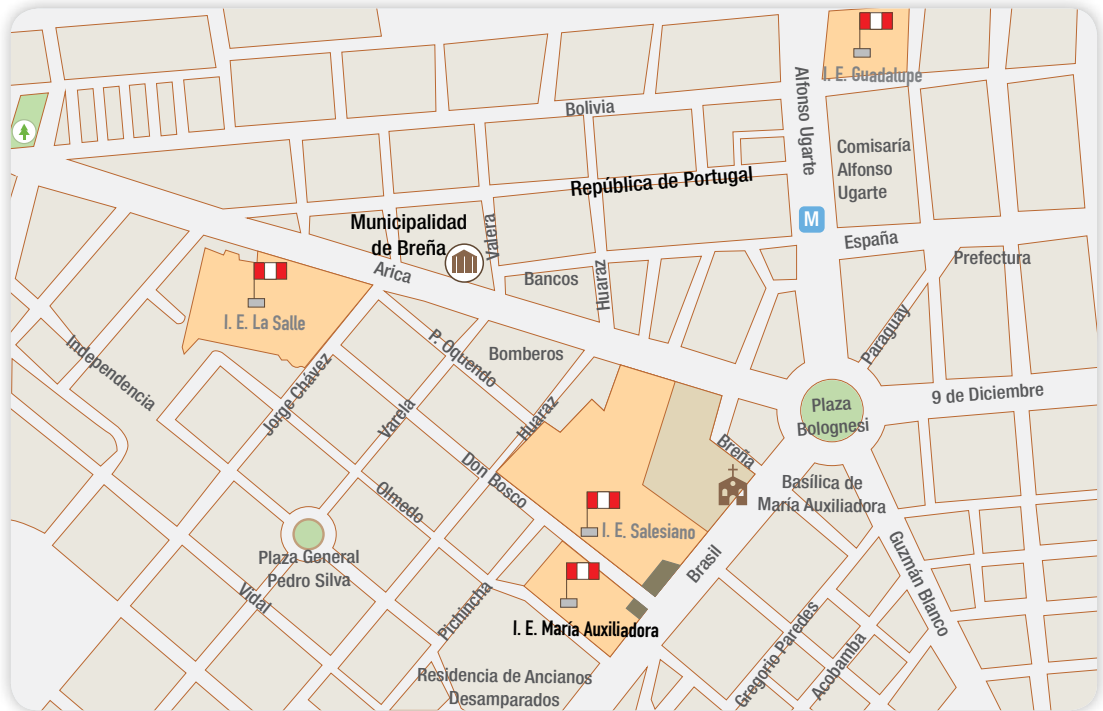 I. E. Guadalupe
Alfonso Ugarte
Bolivia
Comisaría
Alfonso
Ugarte
República de Portugal
M
Municipalidad
de Breña
Valera
España
Prefectura
Arica
Bancos
Huaraz
I. E. La Salle
Paraguay
Independencia
P. Oquendo
Bomberos
Jorge Chávez
Varela
Huaraz
9 de Diciembre
Plaza
Bolognesi
Breña
Don Bosco
Olmedo
Basílica de
María Auxiliadora
I. E. Salesiano
Plaza General
Pedro Silva
Brasil
Guzmán Blanco
Vidal
Pichincha
I. E. María Auxiliadora
Gregorio Paredes
Acobamba
Residencia de Ancianos
Desamparados